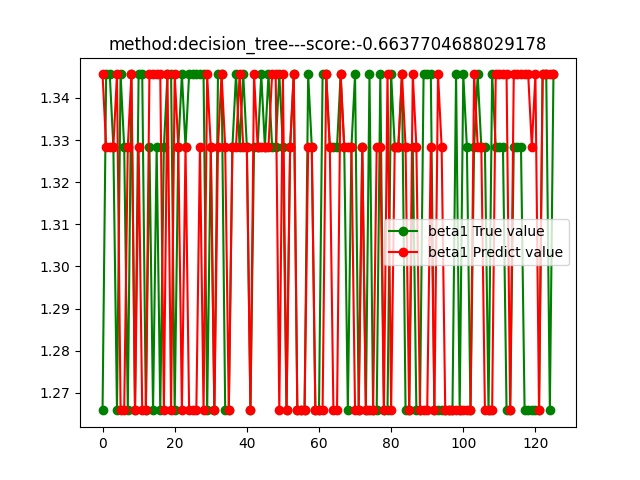 method:decision_tree---score:-0.6637704688029178
1.34
1.33
1.32
1.31
1.30
1.29
1.28
1.27
beta1 True value
beta1 Predict value
0 20 40 60 80 100 120